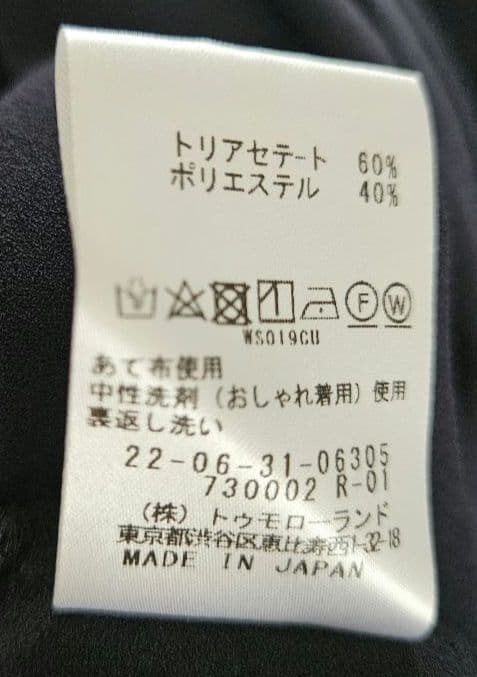 トリアセテート 60%
ポリエステル 40%
F W
WS019CU
あて布使用
中性洗剤（おしゃれ着用）使用
裏返し洗い
22-06-31-06305
730002 R-01
（株）トゥモローランド
東京都渋谷区恵比寿西1-32-18
MADE IN JAPAN